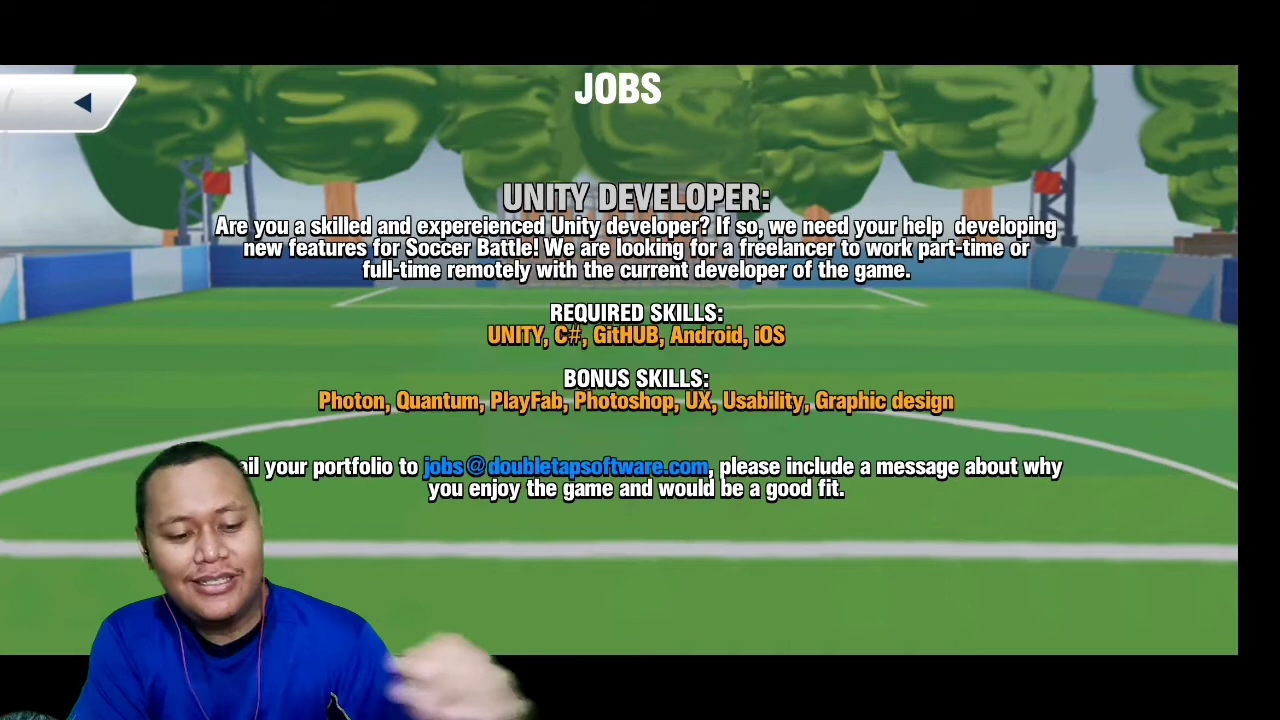 JOBS
UNITY DEVELOPER:
Are you a skilled and expereienced Unity developer? If so, we need your help developing
new features for Soccer Battle! We are looking for a freelancer to work part-time or
full-time remotely with the current developer of the game.
REQUIRED SKILLS:
UNITY, C#, GitHUB, Android, iOS
BONUS SKILLS:
Photon, Quantum, PlayFab, Photoshop, UX, Usability, Graphic design
your portfolio to jobs@doubletapsoftware.com, please include a message about why
you enjoy the game and would be a good fit.